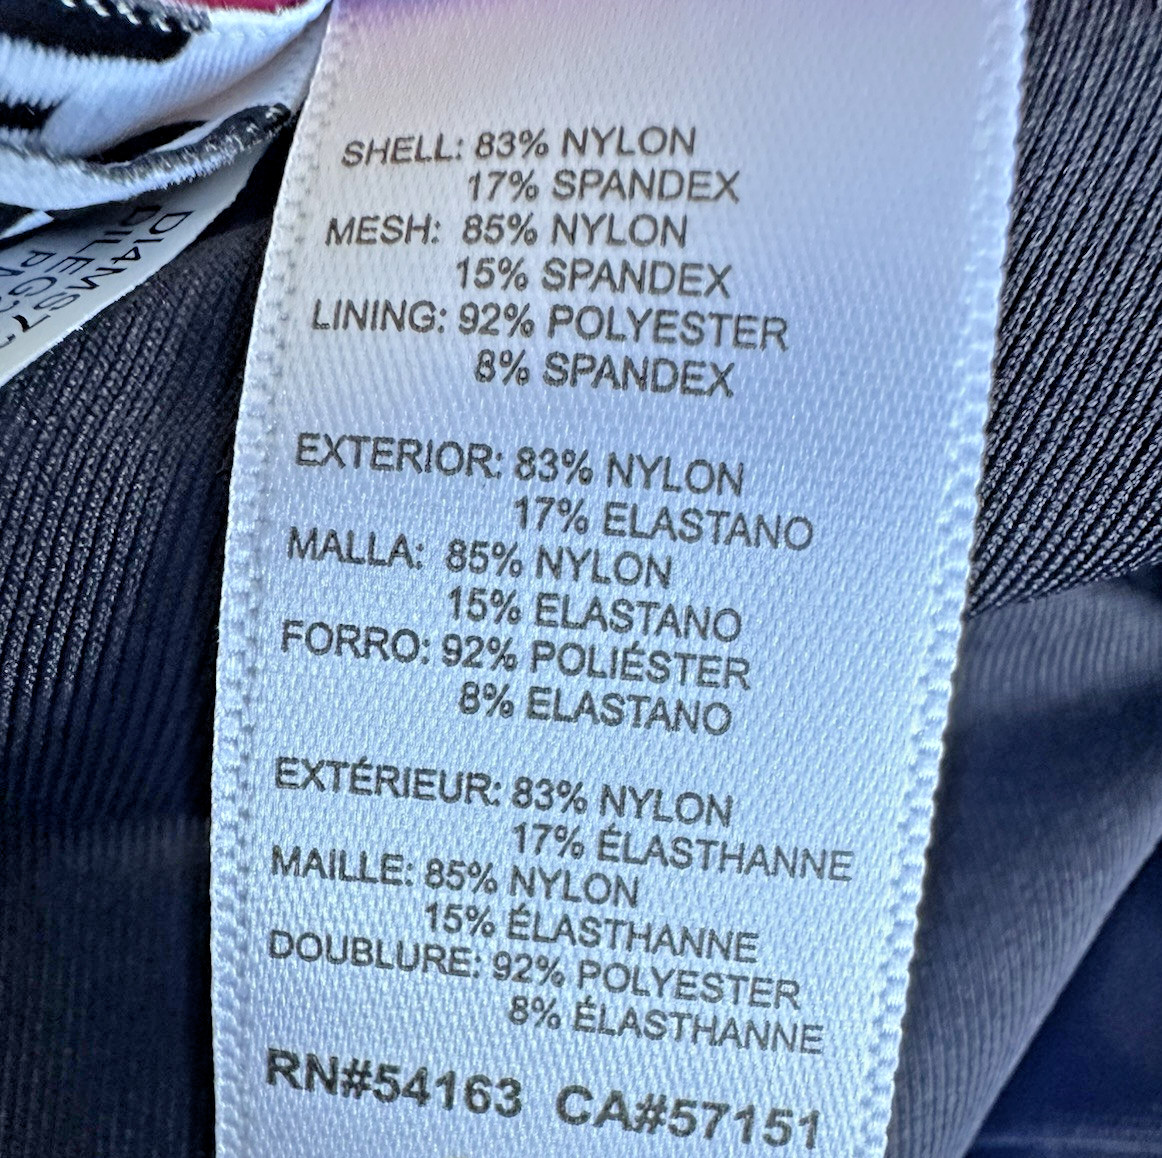 SHELL: 83% NYLON
17% SPANDEX
MESH: 85% NYLON
15% SPANDEX
LINING: 92% POLYESTER
8% SPANDEX
EXTERIOR: 83% NYLON
17% ELASTANO
MALLA: 85% NYLON
15% ELASTANO
FORRO: 92% POLIÉSTER
8% ELASTANO
EXTÉRIEUR: 83% NYLON
17% ÉLASTHANNE
MAILLE: 85% NYLON
15% ÉLASTHANNE
DOUBLURE: 92% POLYESTER
8% ÉLASTHANNE
RN#54163 CA#57151